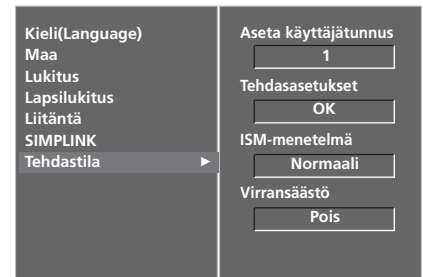 Kieli(Language)
Maa
Lukitus
Lapsilukitus
Liitäntä
SIMPLINK
Tehdastila ►
Aseta käyttäjätunnus
1
Tehdasasetukset
OK
ISM-menetelmä
Normaali
Virransäästö
Pois